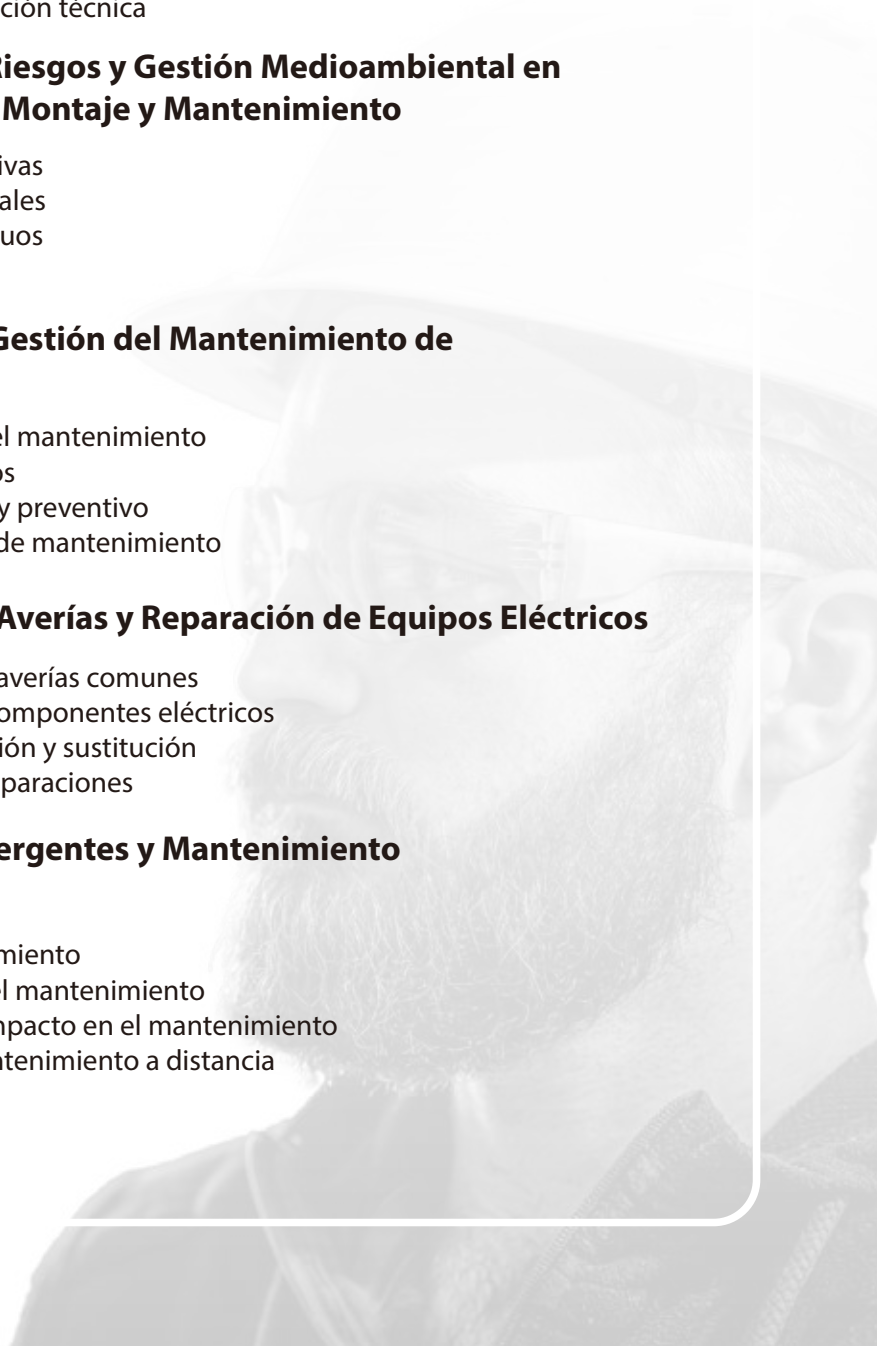 ción técnica
Riesgos y Gestión Medioambiental en
Montaje y Mantenimiento
ivas
ales
uos
Gestión del Mantenimiento de
el mantenimiento
os
y preventivo
de mantenimiento
Averías y Reparación de Equipos Eléctricos
averías comunes
omponentes eléctricos
ión y sustitución
paraciones
ergentes y Mantenimiento
miento
el mantenimiento
mpacto en el mantenimiento
ntenimiento a distancia